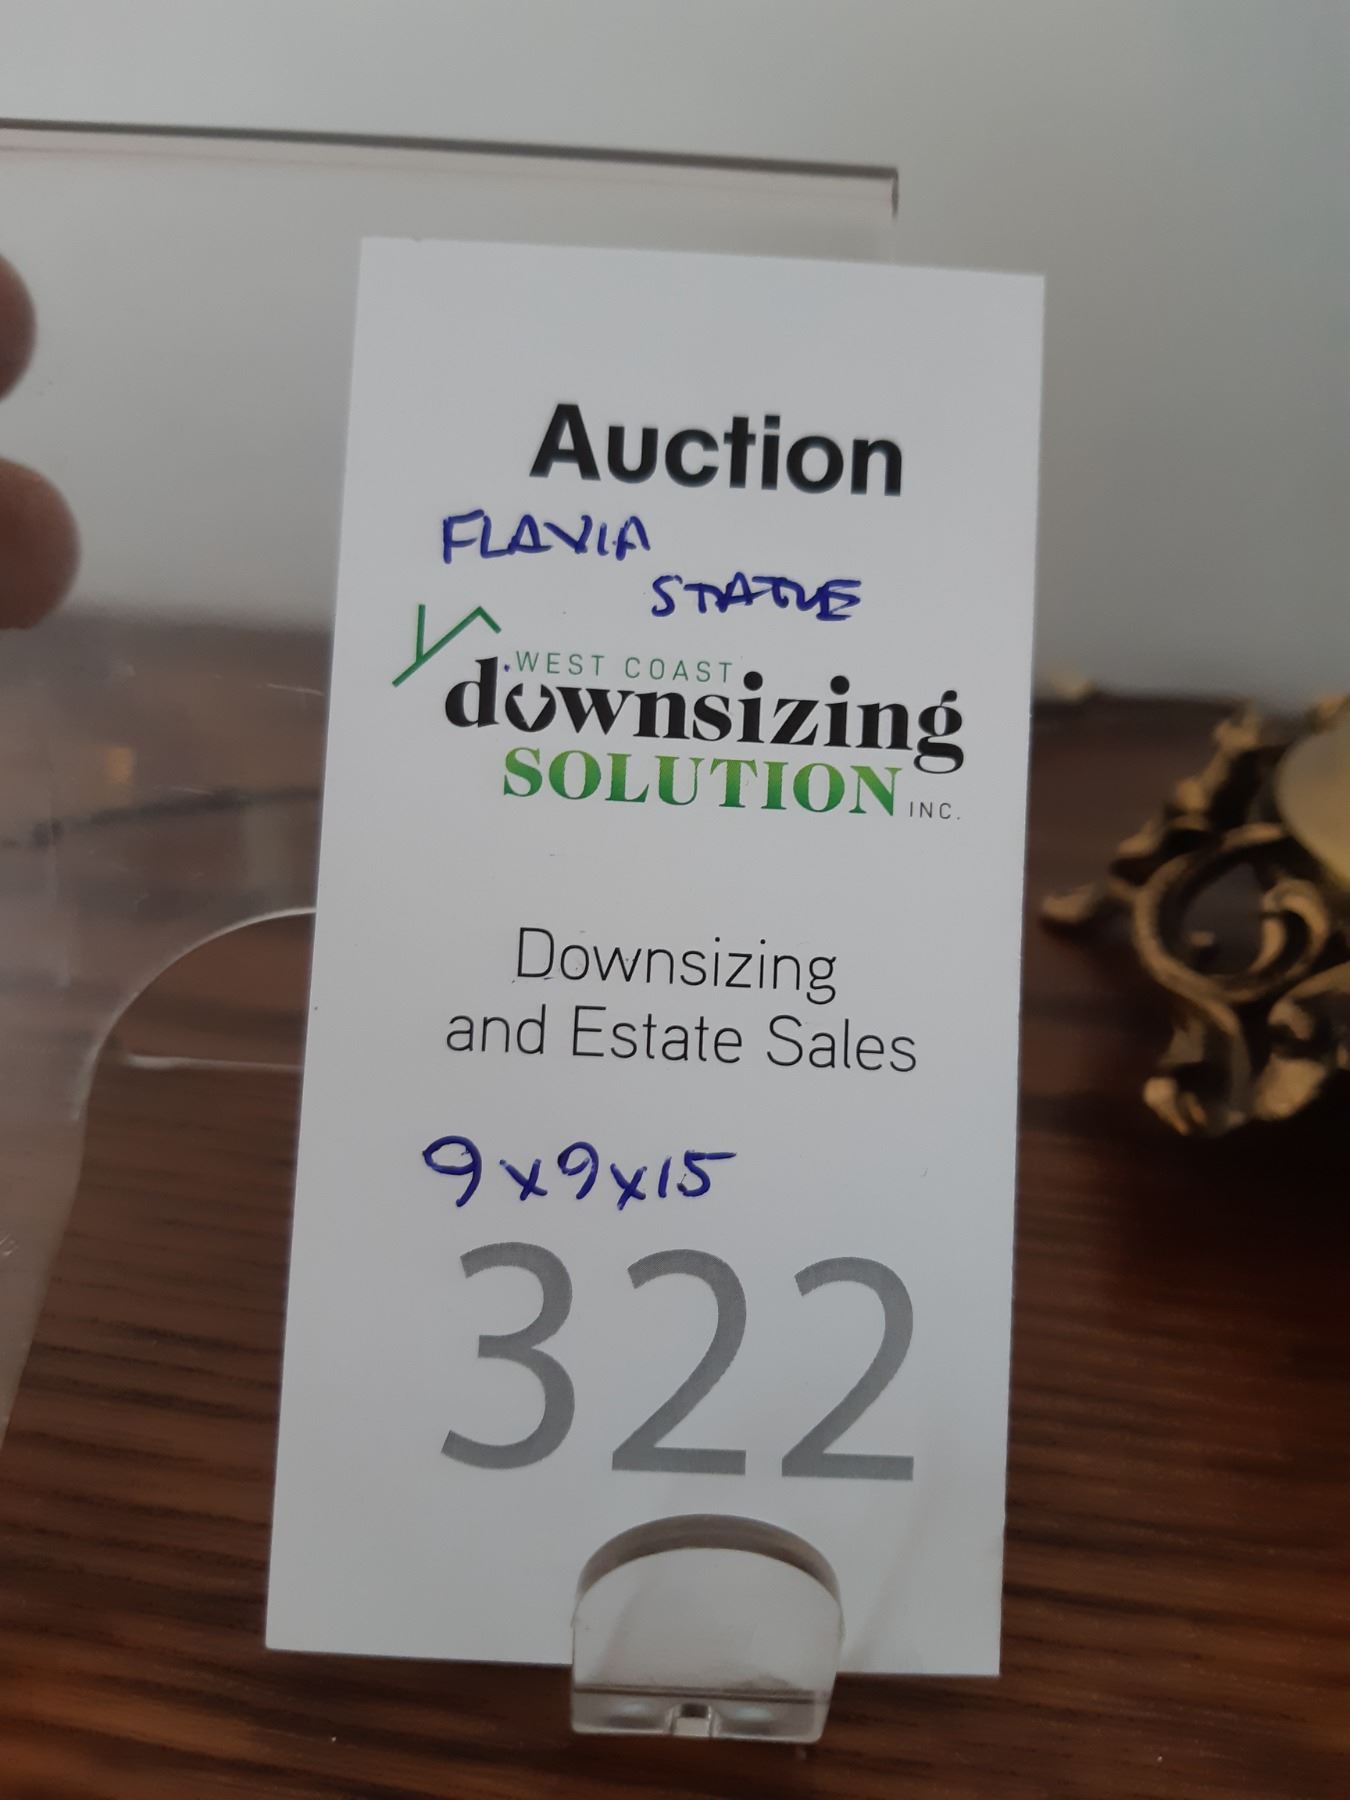 Auction
FLAVIA
STATUE
WEST COAST
downsizing
SOLUTION INC.
Downsizing
and Estate Sales
9x9x15
322